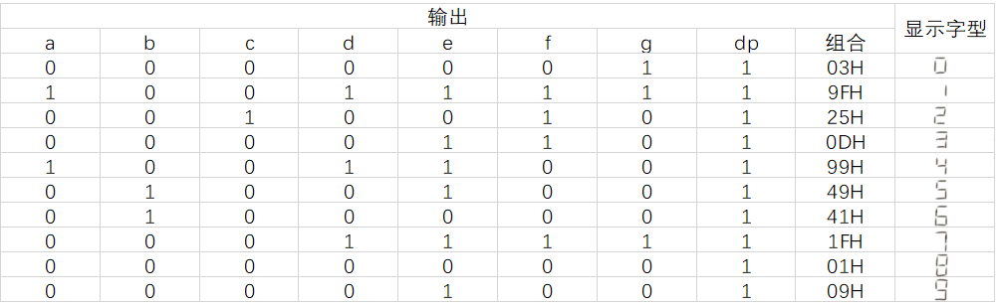 输出 显示字型
a b c d e f g dp 组合
0 0 0 0 0 0 1 1 03H 0
1 0 0 1 1 1 1 1 9FH 1
0 0 1 0 0 1 0 1 25H 2
0 0 0 0 1 1 0 1 0DH 3
1 0 0 1 1 0 0 1 99H 4
0 1 0 0 1 0 0 1 49H 5
0 1 0 0 0 0 0 1 41H 6
0 0 0 1 1 1 1 1 1FH 7
0 0 0 0 0 0 0 1 01H 8
0 0 0 0 1 0 0 1 09H 9